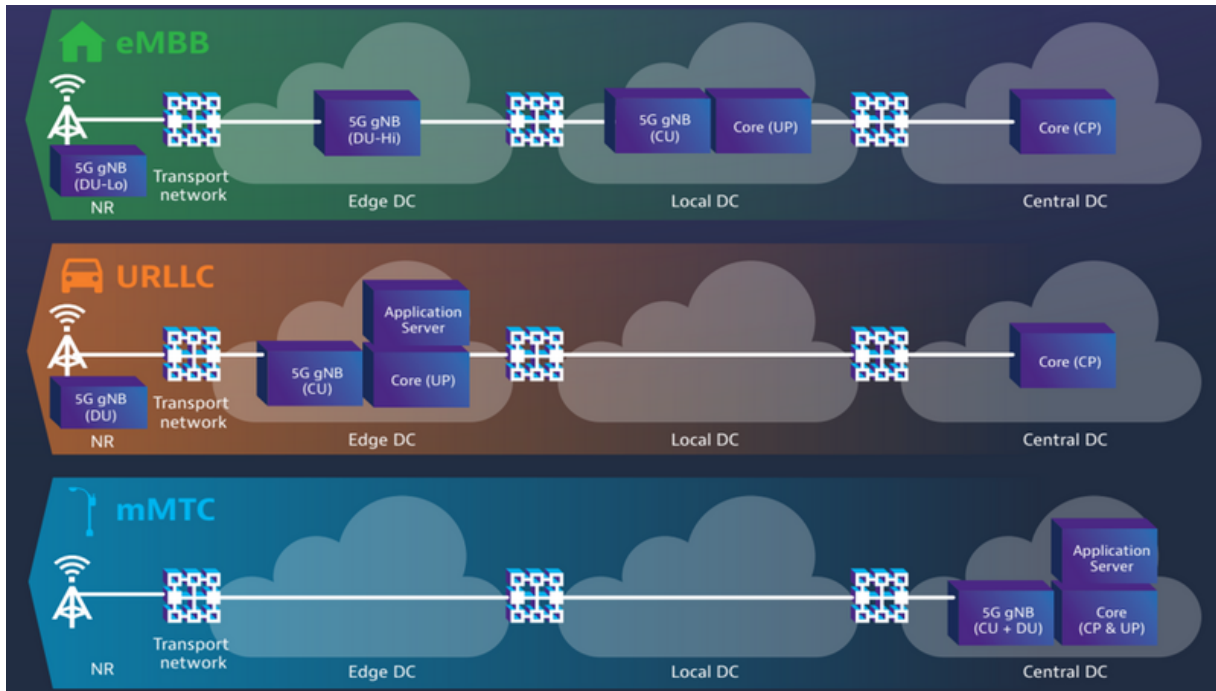 eMBB
5G gNB
(DU-Lo)
NR
Transport
network
5G gNB
(DU-Hi)
Edge DC
5G gNB
(CU)
Core (UP)
Local DC
Core (CP)
Central DC
URLLC
5G gNB
(DU)
NR
Transport
network
5G gNB
(CU)
Application
Server
Core (UP)
Edge DC
Local DC
Core (CP)
Central DC
mMTC
NR
Transport
network
Edge DC
Local DC
5G gNB
(CU + DU)
Application
Server
Core
(CP & UP)
Central DC